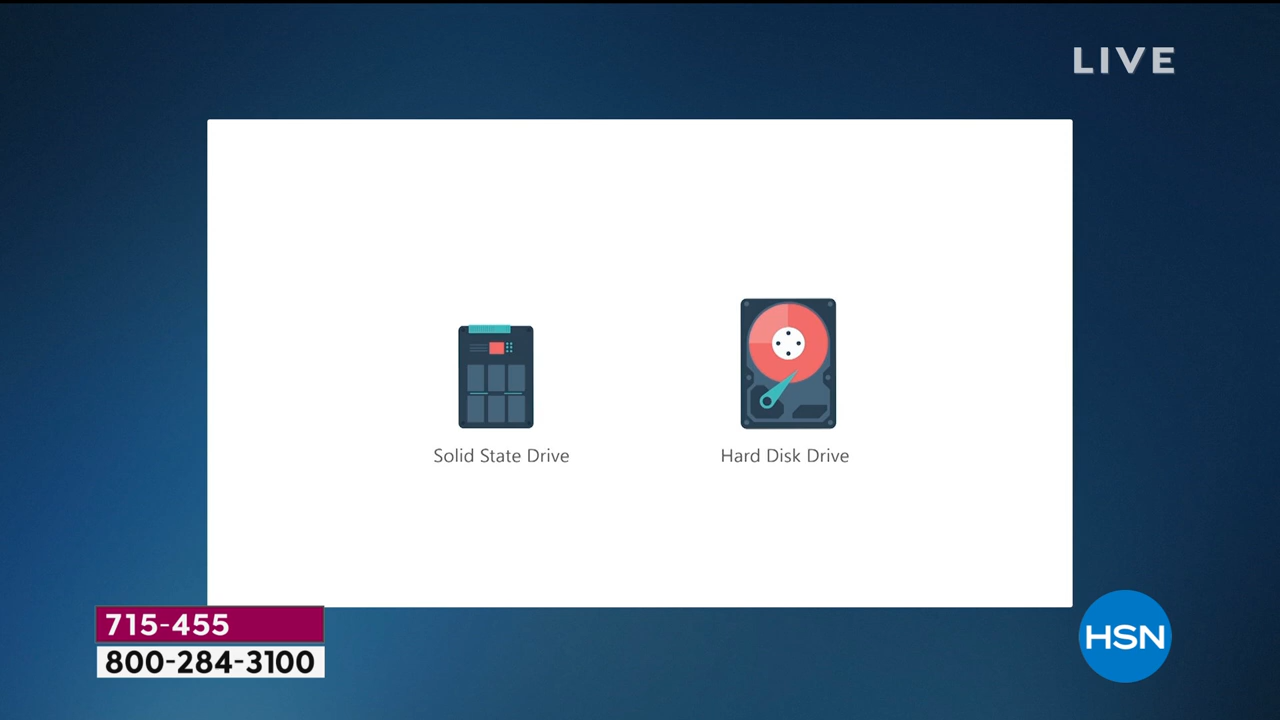 LIVE
Solid State Drive
Hard Disk Drive
715-455
800-284-3100
HSN